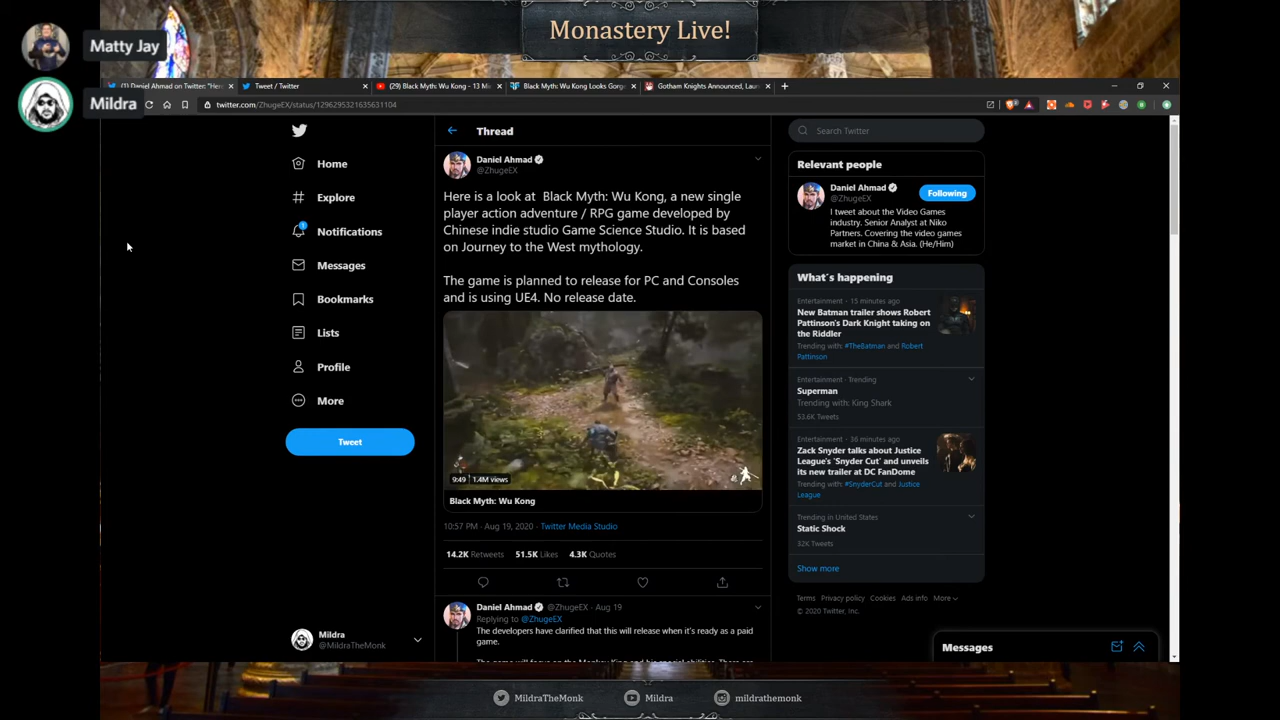 Monastery Live!
Matty Jay
Mildra
(1) Daniel Ahmad on Twitter: "Her
Tweet / Twitter
(29) Black Myth: Wu Kong - 13 Mi
Black Myth: Wu Kong Looks Gorg
Gotham Knights Announced, Lau
twitter.com/ZhugeEX/status/1296295321635631104
Home
Explore
1
Notifications
Messages
Bookmarks
Lists
Profile
More
Tweet
Mildra
@MildraTheMonk
Thread
Daniel Ahmad
@ZhugeEX
Here is a look at Black Myth: Wu Kong, a new single
player action adventure / RPG game developed by
Chinese indie studio Game Science Studio. It is based
on Journey to the West mythology.
The game is planned to release for PC and Consoles
and is using UE4. No release date.
9:49 1.4M views
Black Myth: Wu Kong
10:57 PM · Aug 19, 2020 · Twitter Media Studio
14.2K Retweets 51.5K Likes 4.3K Quotes
Daniel Ahmad @ZhugeEX · Aug 19
Replying to @ZhugeEX
The developers have clarified that this will release when it's ready as a paid
game.
Search Twitter
Relevant people
Daniel Ahmad
@ZhugeEX
Following
I tweet about the Video Games
industry. Senior Analyst at Niko
Partners. Covering the video games
market in China & Asia. (He/Him)
What's happening
Entertainment · 15 minutes ago
New Batman trailer shows Robert
Pattinson's Dark Knight taking on
the Riddler
Trending with: #TheBatman and Robert
Pattinson
Entertainment · Trending
Superman
Trending with: King Shark
53.6K Tweets
Entertainment · 36 minutes ago
Zack Snyder talks about Justice
League's 'Snyder Cut' and unveils
its new trailer at DC FanDome
Trending with: #SnyderCut and Justice
League
Trending in United States
Static Shock
32K Tweets
Show more
Terms Privacy policy Cookies Ads info More
© 2020 Twitter, Inc.
Messages
MildraTheMonk
Mildra
mildrathemonk